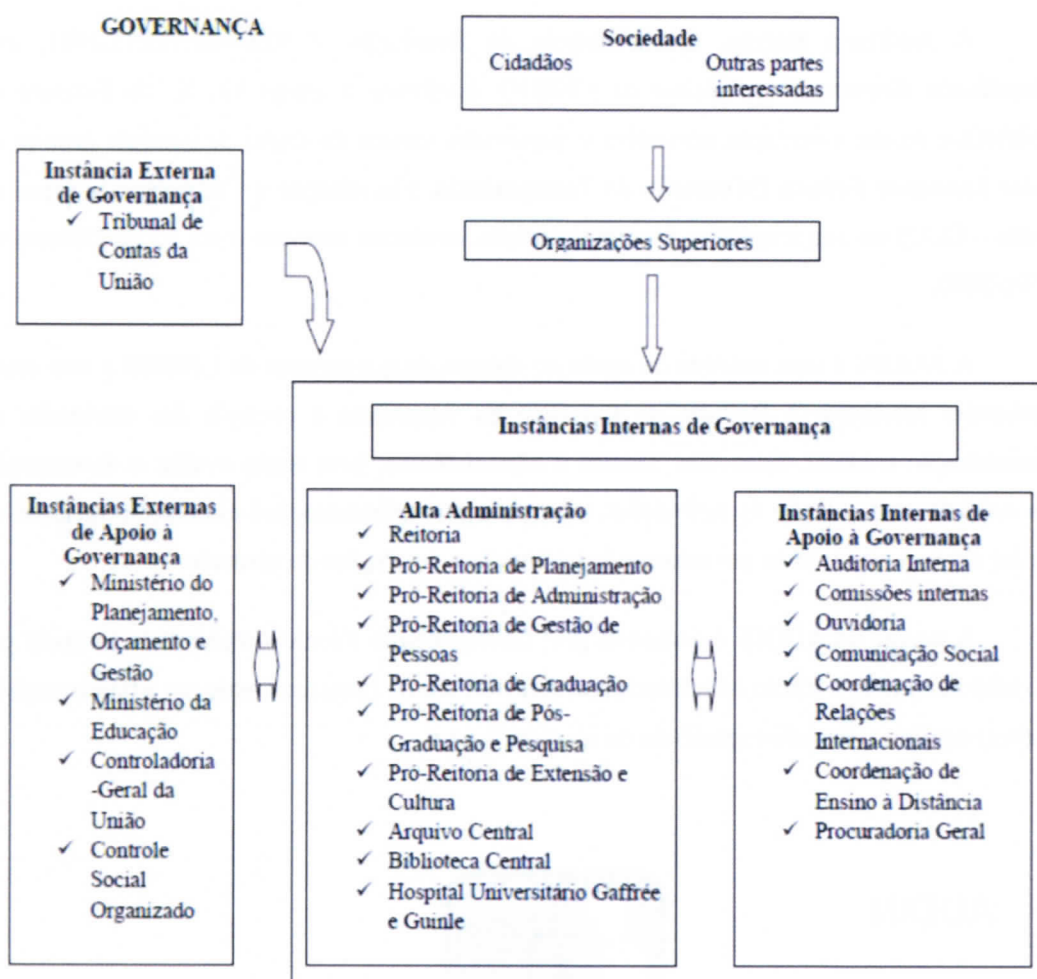 GOVERNANÇA
Sociedade
Cidadãos
Outras partes
interessadas
Instância Externa
de Governança
✓ Tribunal de
Contas da
União
Organizações Superiores
Instâncias Internas de Governança
Instâncias Externas
de Apoio à
Governança
✓ Ministério do
Planejamento,
Orçamento e
Gestão
✓ Ministério da
Educação
✓ Controladoria
-Geral da
União
✓ Controle
Social
Organizado
Alta Administração
✓ Reitoria
✓ Pró-Reitoria de Planejamento
✓ Pró-Reitoria de Administração
✓ Pró-Reitoria de Gestão de
Pessoas
✓ Pró-Reitoria de Graduação
✓ Pró-Reitoria de Pós-
Graduação e Pesquisa
✓ Pró-Reitoria de Extensão e
Cultura
✓ Arquivo Central
✓ Biblioteca Central
✓ Hospital Universitário Gaffrée
e Guinle
Instâncias Internas de
Apoio à Governança
✓ Auditoria Interna
✓ Comissões internas
✓ Ouvidoria
✓ Comunicação Social
✓ Coordenação de
Relações
Internacionais
✓ Coordenação de
Ensino à Distância
✓ Procuradoria Geral